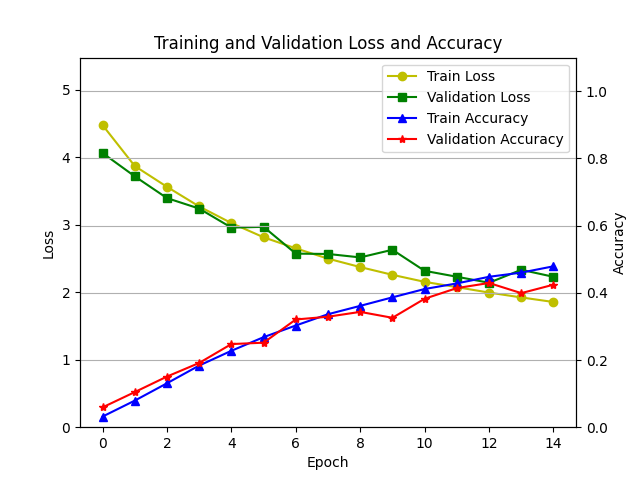 Training and Validation Loss and Accuracy
Train Loss
Validation Loss
Train Accuracy
Validation Accuracy
Loss
5
4
3
2
1
0
Accuracy
1.0
0.8
0.6
0.4
0.2
0.0
0 2 4 6 8 10 12 14
Epoch